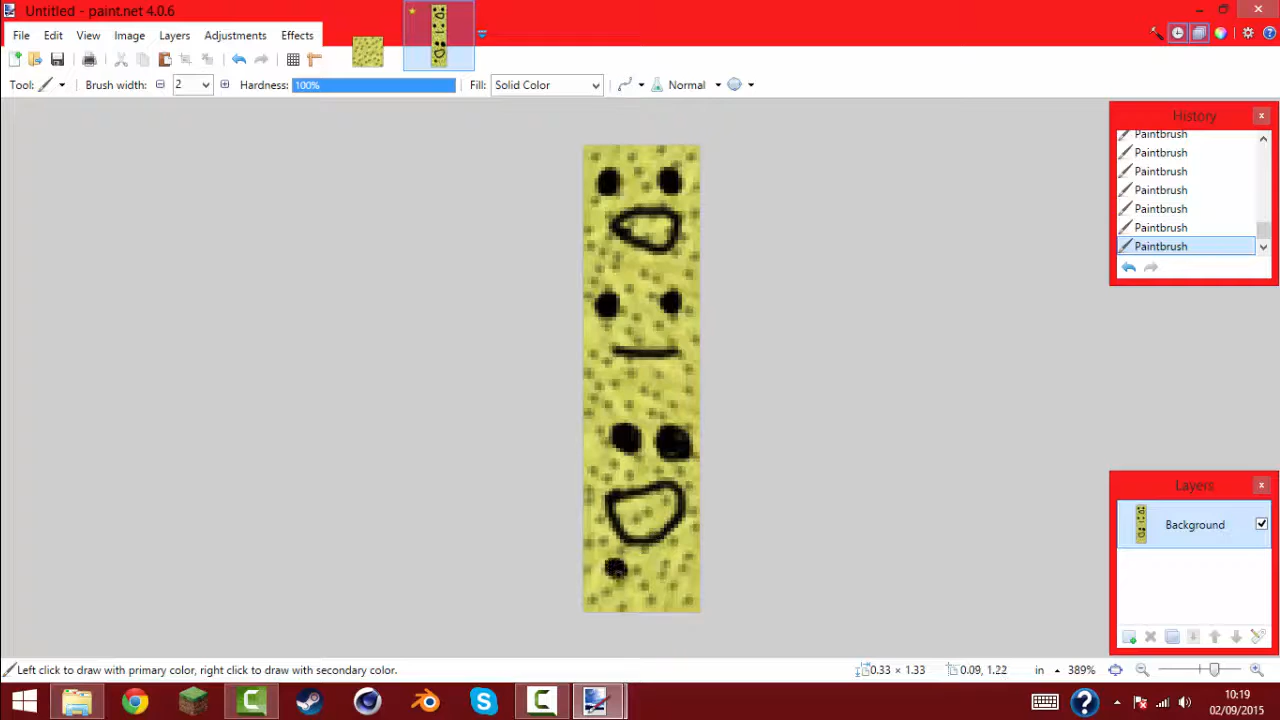 Untitled - paint.net 4.0.6
File Edit View Image Layers Adjustments Effects
Tool: Brush width: 2 Hardness: 100% Fill: Solid Color Normal
History
Paintbrush
Paintbrush
Paintbrush
Paintbrush
Paintbrush
Paintbrush
Paintbrush
Layers
Background
Left click to draw with primary color, right click to draw with secondary color.
0.33 × 1.33 0.09, 1.22 in 389%
10:19
02/09/2015